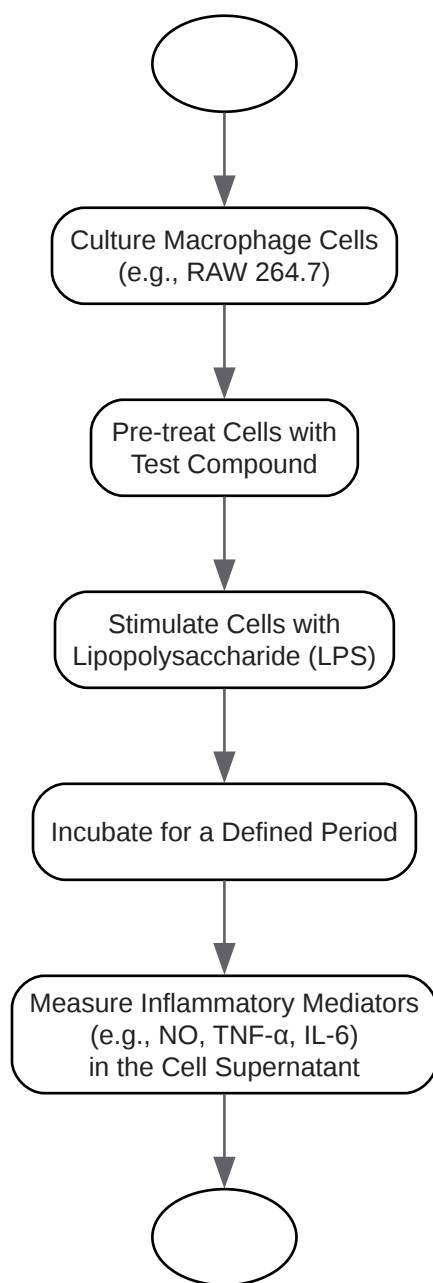 Culture Macrophage Cells
(e.g., RAW 264.7)
Pre-treat Cells with
Test Compound
Stimulate Cells with
Lipopolysaccharide (LPS)
Incubate for a Defined Period
Measure Inflammatory Mediators
(e.g., NO, TNF-α, IL-6)
in the Cell Supernatant